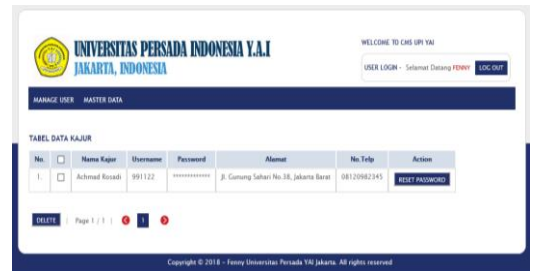 UNIVERSITAS PERSADA INDONESIA Y.A.I
JAKARTA, INDONESIA
WELCOME TO CMS UPI YAI
USER LOGIN - Selamat Datang FENNY LOG OUT
MANAGE USER MASTER DATA
TABEL DATA KAJUR
No. Nama Kajur Username Password Alamat No.Telp Action
1. Achmad Rosadi 991122 ************ Jl. Gunung Sahari No.38, Jakarta Barat 08120982345 RESET PASSWORD
DELETE | Page 1 / 1 | 1
Copyright © 2018 - Fenny Universitas Persada YAI Jakarta. All rights reserved